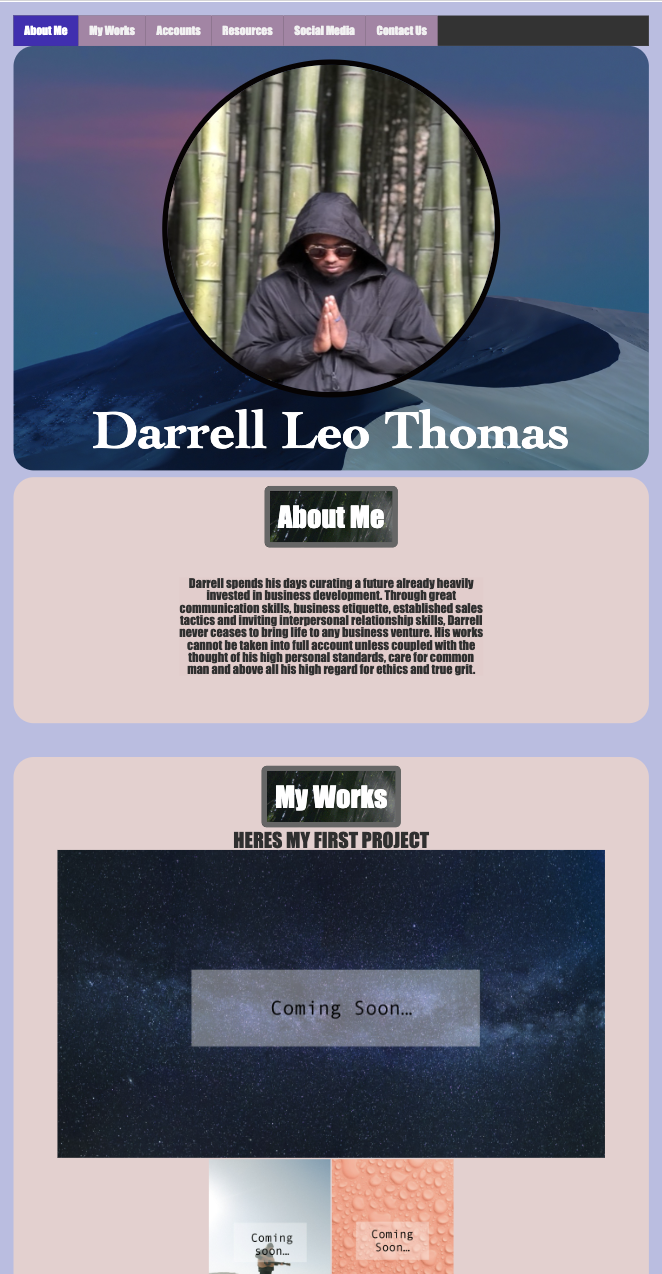 About Me My Works Accounts Resources Social Media Contact Us
Darrell Leo Thomas
About Me
Darrell spends his days curating a future already heavily
invested in business development. Through great
communication skills, business etiquette, established sales
tactics and inviting interpersonal relationship skills, Darrell
never ceases to bring life to any business venture. His works
cannot be taken into full account unless coupled with the
thought of his high personal standards, care for common
man and above all his high regard for ethics and true grit.
My Works
HERES MY FIRST PROJECT
Coming Soon…
Coming
soon…
Coming
Soon…